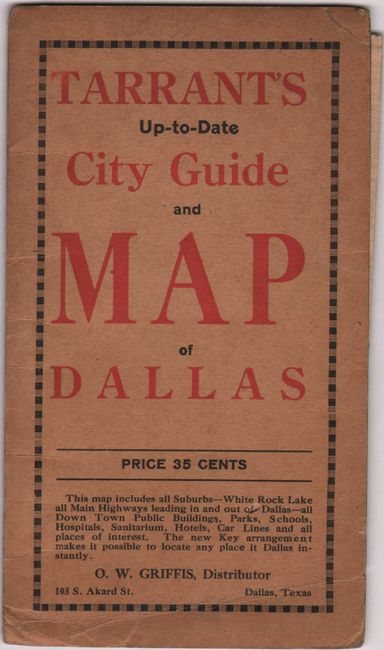 TARRANT'S
Up-to-Date
City Guide
and
MAP
of
DALLAS
PRICE 35 CENTS
This map includes all Suburbs—White Rock Lake
all Main Highways leading in and out of Dallas—all
Down Town Public Buildings, Parks, Schools,
Hospitals, Sanitarium, Hotels, Car Lines and all
places of interest. The new Key arrangement
makes it possible to locate any place it Dallas in-
stantly.
O. W. GRIFFIS, Distributor
103 S. Akard St. Dallas, Texas